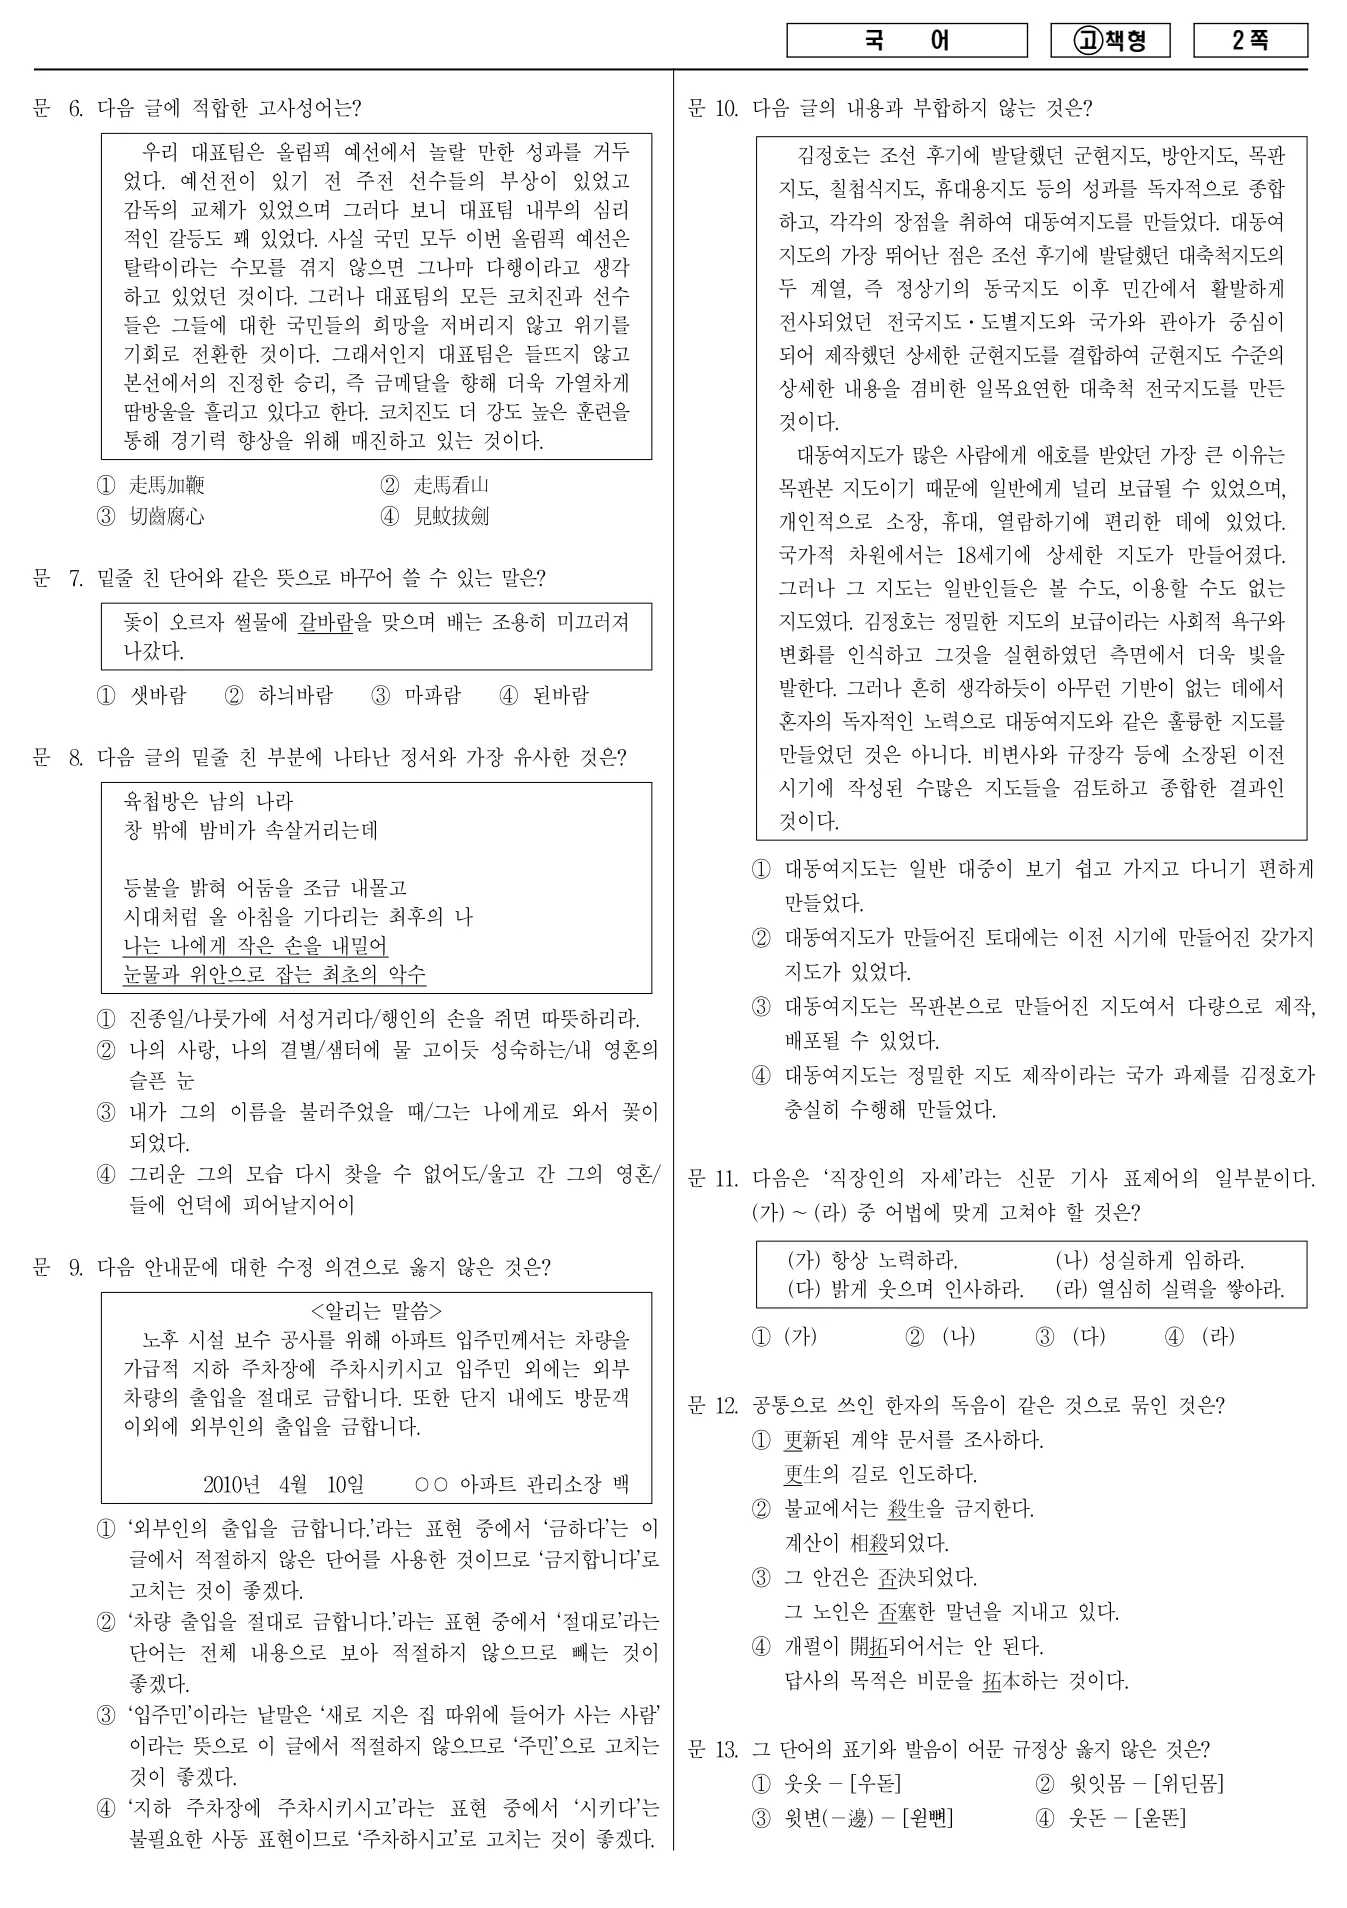 국 어
고책형
2 쪽
문 6. 다음 글에 적합한 고사성어는?
우리 대표팀은 올림픽 예선에서 놀랄 만한 성과를 거두
었다. 예선전이 있기 전 주전 선수들의 부상이 있었고
감독의 교체가 있었으며 그러다 보니 대표팀 내부의 심리
적인 갈등도 꽤 있었다. 사실 국민 모두 이번 올림픽 예선은
탈락이라는 수모를 겪지 않으면 그나마 다행이라고 생각
하고 있었던 것이다. 그러나 대표팀의 모든 코치진과 선수
들은 그들에 대한 국민들의 희망을 저버리지 않고 위기를
기회로 전환한 것이다. 그래서인지 대표팀은 들뜨지 않고
본선에서의 진정한 승리, 즉 금메달을 향해 더욱 가열차게
땀방울을 흘리고 있다고 한다. 코치진도 더 강도 높은 훈련을
통해 경기력 향상을 위해 매진하고 있는 것이다.
① 走馬加鞭 ② 走馬看山
③ 切齒腐心 ④ 見蚊拔劍
문 7. 밑줄 친 단어와 같은 뜻으로 바꾸어 쓸 수 있는 말은?
돛이 오르자 썰물에 갈바람을 맞으며 배는 조용히 미끄러져
나갔다.
① 샛바람 ② 하늬바람 ③ 마파람 ④ 된바람
문 8. 다음 글의 밑줄 친 부분에 나타난 정서와 가장 유사한 것은?
육첩방은 남의 나라
창 밖에 밤비가 속살거리는데
등불을 밝혀 어둠을 조금 내몰고
시대처럼 올 아침을 기다리는 최후의 나
나는 나에게 작은 손을 내밀어
눈물과 위안으로 잡는 최초의 악수
① 진종일/나룻가에 서성거리다/행인의 손을 쥐면 따뜻하리라.
② 나의 사랑, 나의 결별/샘터에 물 고이듯 성숙하는/내 영혼의
슬픈 눈
③ 내가 그의 이름을 불러주었을 때/그는 나에게로 와서 꽃이
되었다.
④ 그리운 그의 모습 다시 찾을 수 없어도/울고 간 그의 영혼/
들에 언덕에 피어날지어이
문 9. 다음 안내문에 대한 수정 의견으로 옳지 않은 것은?
<알리는 말씀>
노후 시설 보수 공사를 위해 아파트 입주민께서는 차량을
가급적 지하 주차장에 주차시키시고 입주민 외에는 외부
차량의 출입을 절대로 금합니다. 또한 단지 내에도 방문객
이외에 외부인의 출입을 금합니다.
2010년 4월 10일 ○○ 아파트 관리소장 백
① ‘외부인의 출입을 금합니다.’라는 표현 중에서 ‘금하다’는 이
글에서 적절하지 않은 단어를 사용한 것이므로 ‘금지합니다’로
고치는 것이 좋겠다.
② ‘차량 출입을 절대로 금합니다.’라는 표현 중에서 ‘절대로’라는
단어는 전체 내용으로 보아 적절하지 않으므로 빼는 것이
좋겠다.
③ ‘입주민’이라는 낱말은 ‘새로 지은 집 따위에 들어가 사는 사람’
이라는 뜻으로 이 글에서 적절하지 않으므로 ‘주민’으로 고치는
것이 좋겠다.
④ ‘지하 주차장에 주차시키시고’라는 표현 중에서 ‘시키다’는
불필요한 사동 표현이므로 ‘주차하시고’로 고치는 것이 좋겠다.
문 10. 다음 글의 내용과 부합하지 않는 것은?
김정호는 조선 후기에 발달했던 군현지도, 방안지도, 목판
지도, 칠첩식지도, 휴대용지도 등의 성과를 독자적으로 종합
하고, 각각의 장점을 취하여 대동여지도를 만들었다. 대동여
지도의 가장 뛰어난 점은 조선 후기에 발달했던 대축척지도의
두 계열, 즉 정상기의 동국지도 이후 민간에서 활발하게
전사되었던 전국지도·도별지도와 국가와 관아가 중심이
되어 제작했던 상세한 군현지도를 결합하여 군현지도 수준의
상세한 내용을 겸비한 일목요연한 대축척 전국지도를 만든
것이다.
대동여지도가 많은 사람에게 애호를 받았던 가장 큰 이유는
목판본 지도이기 때문에 일반에게 널리 보급될 수 있었으며,
개인적으로 소장, 휴대, 열람하기에 편리한 데에 있었다.
국가적 차원에서는 18세기에 상세한 지도가 만들어졌다.
그러나 그 지도는 일반인들은 볼 수도, 이용할 수도 없는
지도였다. 김정호는 정밀한 지도의 보급이라는 사회적 욕구와
변화를 인식하고 그것을 실현하였던 측면에서 더욱 빛을
발한다. 그러나 흔히 생각하듯이 아무런 기반이 없는 데에서
혼자의 독자적인 노력으로 대동여지도와 같은 훌륭한 지도를
만들었던 것은 아니다. 비변사와 규장각 등에 소장된 이전
시기에 작성된 수많은 지도들을 검토하고 종합한 결과인
것이다.
① 대동여지도는 일반 대중이 보기 쉽고 가지고 다니기 편하게
만들었다.
② 대동여지도가 만들어진 토대에는 이전 시기에 만들어진 갖가지
지도가 있었다.
③ 대동여지도는 목판본으로 만들어진 지도여서 다량으로 제작,
배포될 수 있었다.
④ 대동여지도는 정밀한 지도 제작이라는 국가 과제를 김정호가
충실히 수행해 만들었다.
문 11. 다음은 ‘직장인의 자세’라는 신문 기사 표제어의 일부분이다.
(가) ~ (라) 중 어법에 맞게 고쳐야 할 것은?
(가) 항상 노력하라. (나) 성실하게 임하라.
(다) 밝게 웃으며 인사하라. (라) 열심히 실력을 쌓아라.
① (가) ② (나) ③ (다) ④ (라)
문 12. 공통으로 쓰인 한자의 독음이 같은 것으로 묶인 것은?
① 更新된 계약 문서를 조사하다.
更生의 길로 인도하다.
② 불교에서는 殺生을 금지한다.
계산이 相殺되었다.
③ 그 안건은 否決되었다.
그 노인은 否塞한 말년을 지내고 있다.
④ 개펄이 開拓되어서는 안 된다.
답사의 목적은 비문을 拓本하는 것이다.
문 13. 그 단어의 표기와 발음이 어문 규정상 옳지 않은 것은?
① 웃옷 – [우돋] ② 윗잇몸 – [위딘몸]
③ 윗변(–邊) – [윋뼌] ④ 웃돈 – [욷똔]